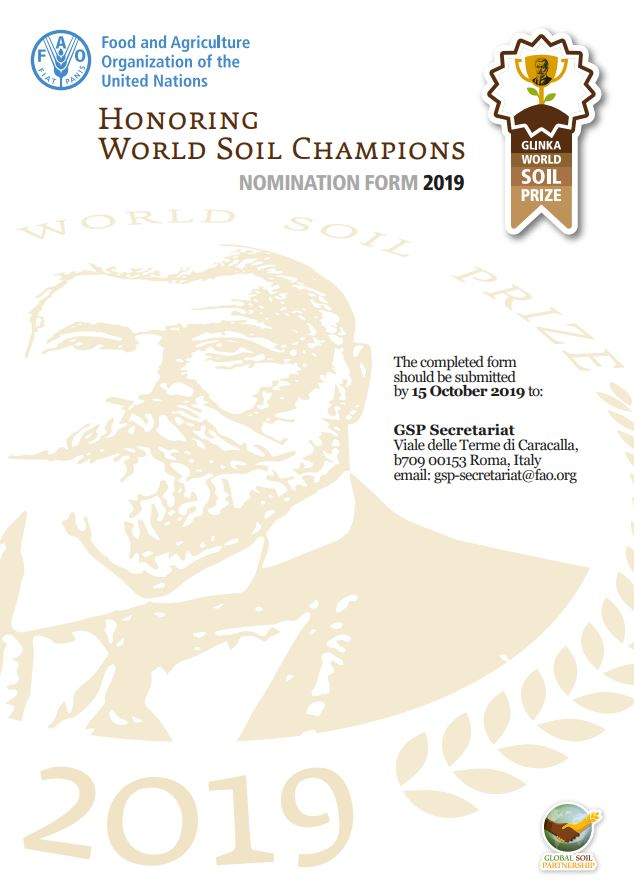 FAO
FIAT PANIS
Food and Agriculture
Organization of the
United Nations
HONORING
WORLD SOIL CHAMPIONS
NOMINATION FORM 2019
GLINKA
WORLD
SOIL
PRIZE
WORLD SOIL PRIZE
The completed form
should be submitted
by 15 October 2019 to:
GSP Secretariat
Viale delle Terme di Caracalla,
b709 00153 Roma, Italy
email: gsp-secretariat@fao.org
2019
GLOBAL SOIL
PARTNERSHIP